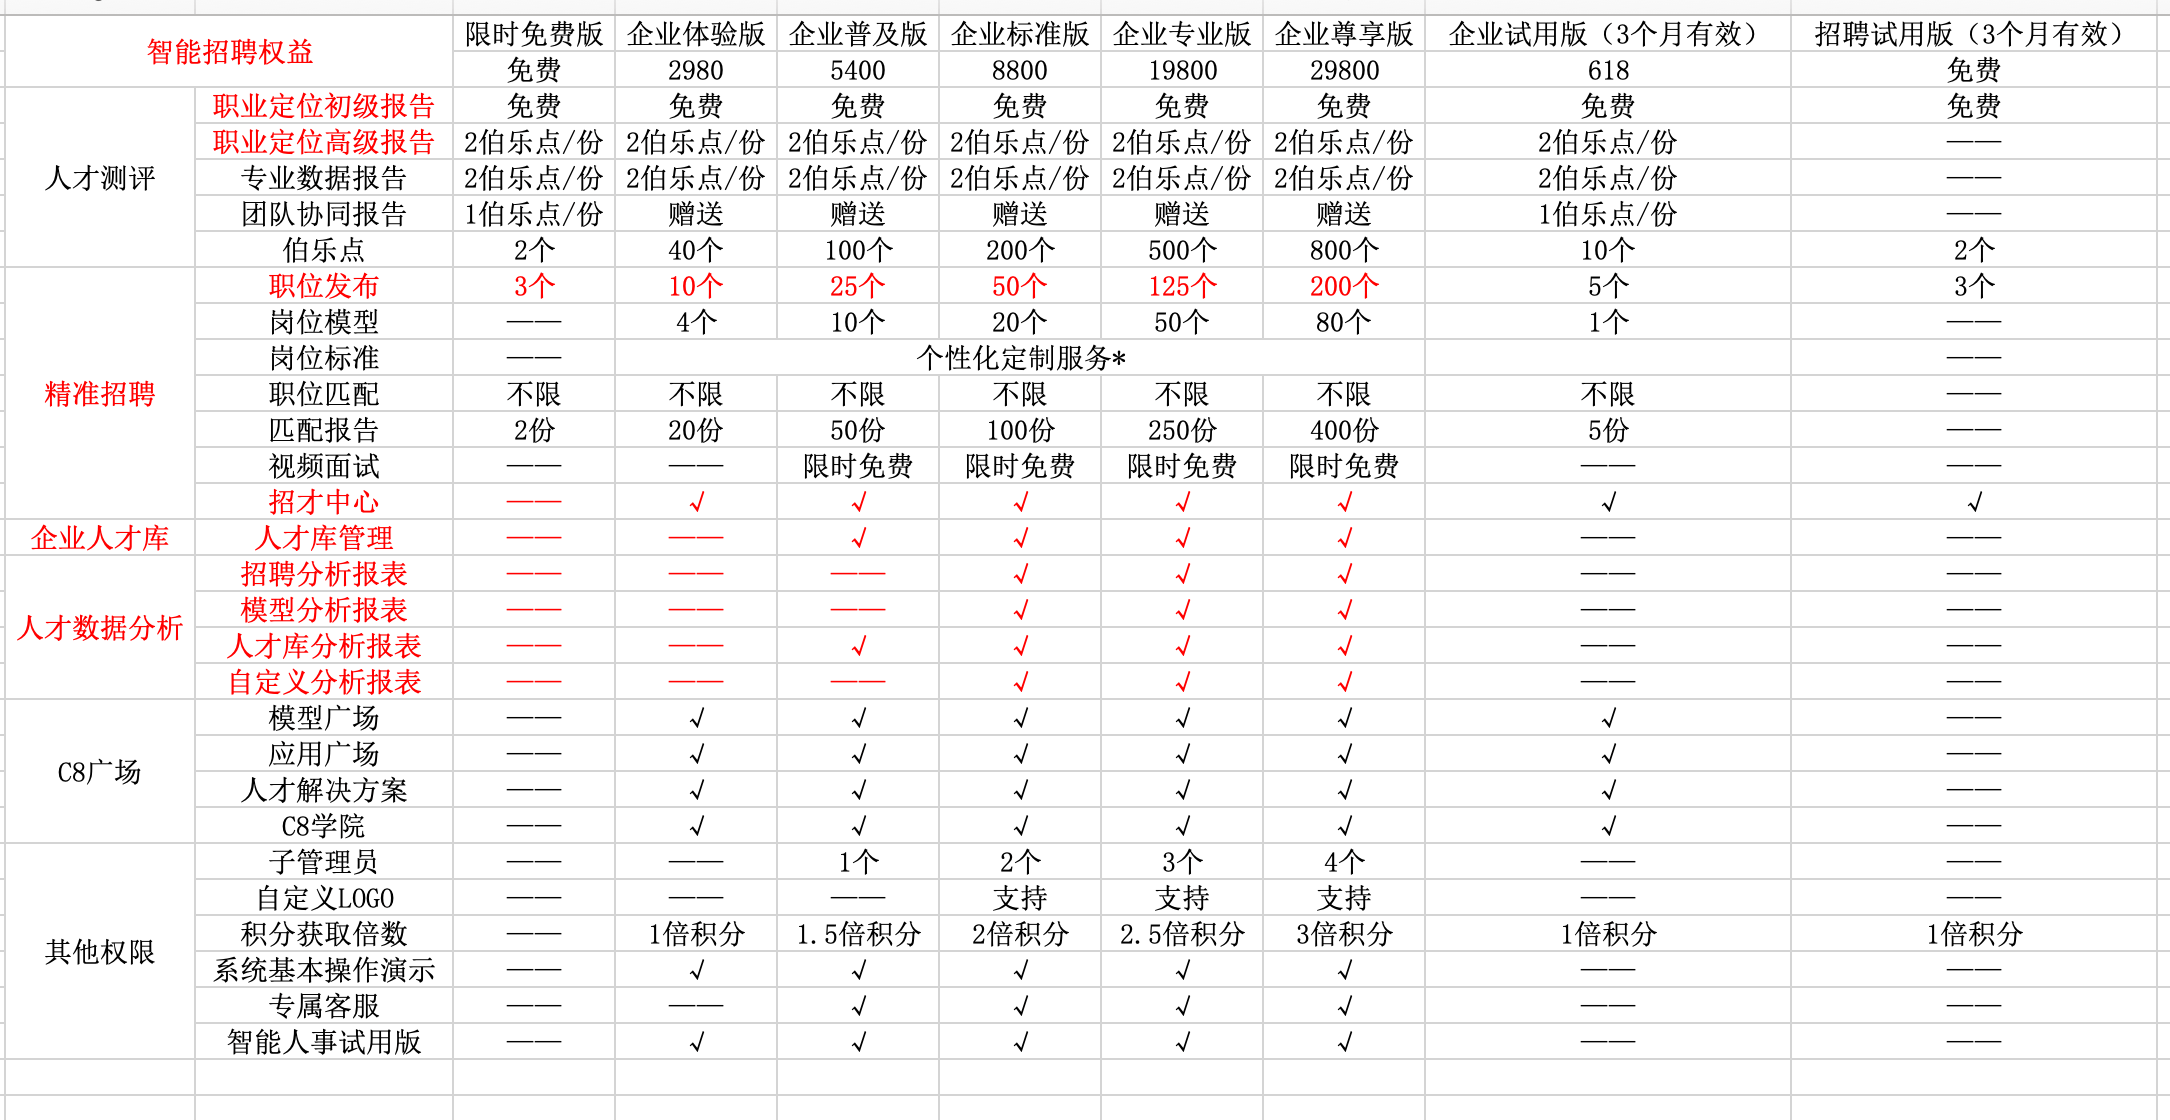 智能招聘权益 限时免费版 企业体验版 企业普及版 企业标准版 企业专业版 企业尊享版 企业试用版（3个月有效） 招聘试用版（3个月有效）
免费 2980 5400 8800 19800 29800 618 免费
人才测评 职业定位初级报告 免费 免费 免费 免费 免费 免费 免费 免费
职业定位高级报告 2伯乐点/份 2伯乐点/份 2伯乐点/份 2伯乐点/份 2伯乐点/份 2伯乐点/份 2伯乐点/份 ——
专业数据报告 2伯乐点/份 2伯乐点/份 2伯乐点/份 2伯乐点/份 2伯乐点/份 2伯乐点/份 2伯乐点/份 ——
团队协同报告 1伯乐点/份 赠送 赠送 赠送 赠送 赠送 1伯乐点/份 ——
伯乐点 2个 40个 100个 200个 500个 800个 10个 2个
精准招聘 职位发布 3个 10个 25个 50个 125个 200个 5个 3个
岗位模型 —— 4个 10个 20个 50个 80个 1个 ——
岗位标准 —— 个性化定制服务* ——
职位匹配 不限 不限 不限 不限 不限 不限 不限 ——
匹配报告 2份 20份 50份 100份 250份 400份 5份 ——
视频面试 —— —— 限时免费 限时免费 限时免费 限时免费 —— ——
招才中心 —— √ √ √ √ √ √ √
企业人才库 人才库管理 —— —— √ √ √ √ —— ——
人才数据分析 招聘分析报表 —— —— —— √ √ √ —— ——
模型分析报表 —— —— —— √ √ √ —— ——
人才库分析报表 —— —— √ √ √ √ —— ——
自定义分析报表 —— —— —— √ √ √ —— ——
C8广场 模型广场 —— √ √ √ √ √ √ ——
应用广场 —— √ √ √ √ √ √ ——
人才解决方案 —— √ √ √ √ √ √ ——
C8学院 —— √ √ √ √ √ √ ——
其他权限 子管理员 —— —— 1个 2个 3个 4个 —— ——
自定义LOGO —— —— —— 支持 支持 支持 —— ——
积分获取倍数 —— 1倍积分 1.5倍积分 2倍积分 2.5倍积分 3倍积分 1倍积分 1倍积分
系统基本操作演示 —— √ √ √ √ √ —— ——
专属客服 —— —— √ √ √ √ —— ——
智能人事试用版 —— √ √ √ √ √ —— ——